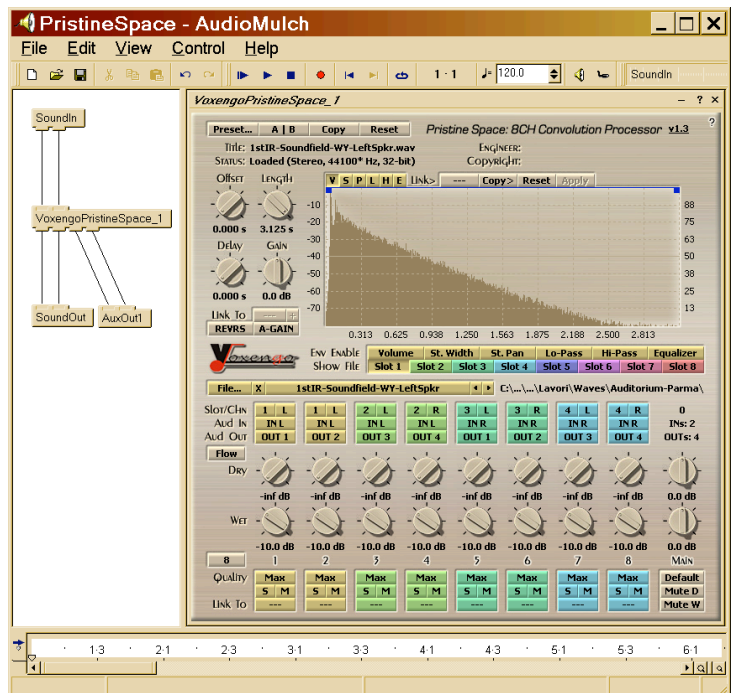 PristineSpace - AudioMulch
File Edit View Control Help
1 · 1 120.0 SoundIn
SoundIn
VoxengoPristineSpace_1
SoundOut AuxOut1
VoxengoPristineSpace_1 – ? ×
?
Preset... A | B Copy Reset Pristine Space: 8CH Convolution Processor v1.3
Title: 1stIR-Soundfield-WY-LeftSpkr.wav Engineer:
Status: Loaded (Stereo, 44100* Hz, 32-bit) Copyright:
Offset Length V S P L H E Link> --- Copy> Reset Apply
0.000 s 3.125 s
Delay Gain
0.000 s 0.0 dB
Link To --- +
REVRS A-GAIN
-10 88
-20 75
-30 63
-40 50
-50 38
-60 25
-70 13
0.313 0.625 0.938 1.250 1.563 1.875 2.188 2.500 2.813
Voxengo
Env Enable Volume St. Width St. Pan Lo-Pass Hi-Pass Equalizer
Show File Slot 1 Slot 2 Slot 3 Slot 4 Slot 5 Slot 6 Slot 7 Slot 8
File... X 1stIR-Soundfield-WY-LeftSpkr C:\...\...\Lavori\Waves\Auditorium-Parma\
Slot/Chn 1 L 1 L 2 L 2 R 3 L 3 R 4 L 4 R 0
Aud In IN L IN L IN L IN L IN R IN R IN R IN R INs: 2
Aud Out OUT 1 OUT 2 OUT 3 OUT 4 OUT 1 OUT 2 OUT 3 OUT 4 OUTs: 4
Flow
Dry
-inf dB -inf dB -inf dB -inf dB -inf dB -inf dB -inf dB -inf dB 0.0 dB
Wet
-10.0 dB -10.0 dB -10.0 dB -10.0 dB -10.0 dB -10.0 dB -10.0 dB -10.0 dB 0.0 dB
8 1 2 3 4 5 6 7 8 Main
Quality Max Max Max Max Max Max Max Max Default
S M S M S M S M S M S M S M S M Mute D
Link To --- --- --- --- --- --- --- --- Mute W
1·3 2·1 2·3 3·1 3·3 4·1 4·3 5·1 5·3 6·1